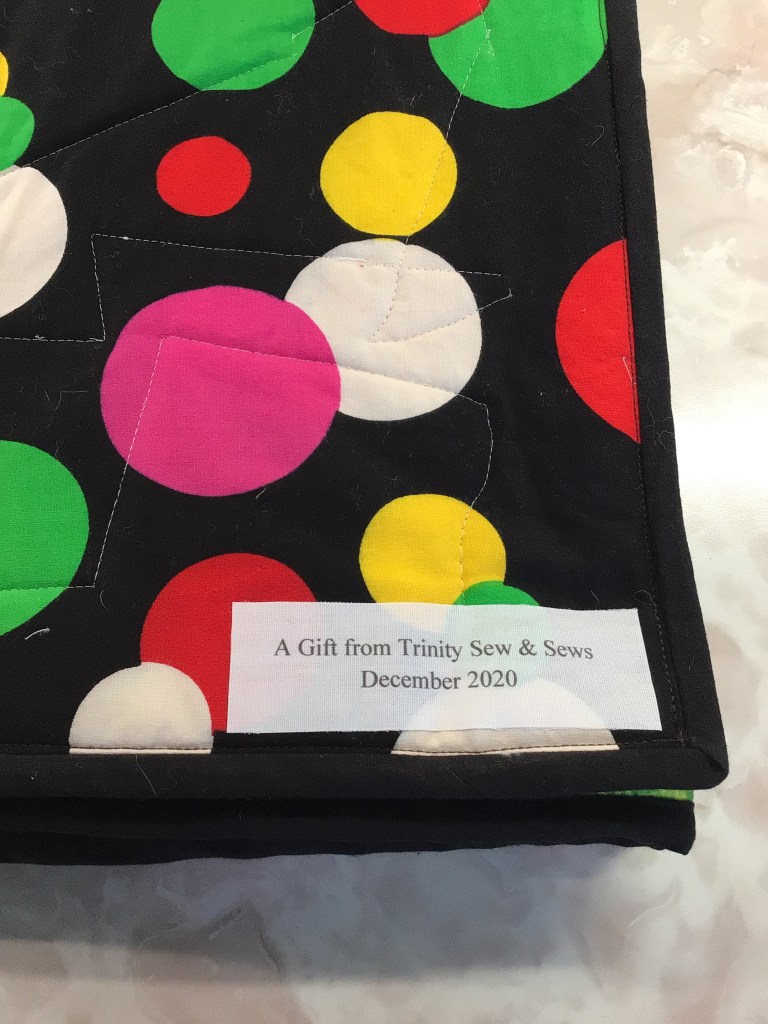 A Gift from Trinity Sew & Sews
December 2020